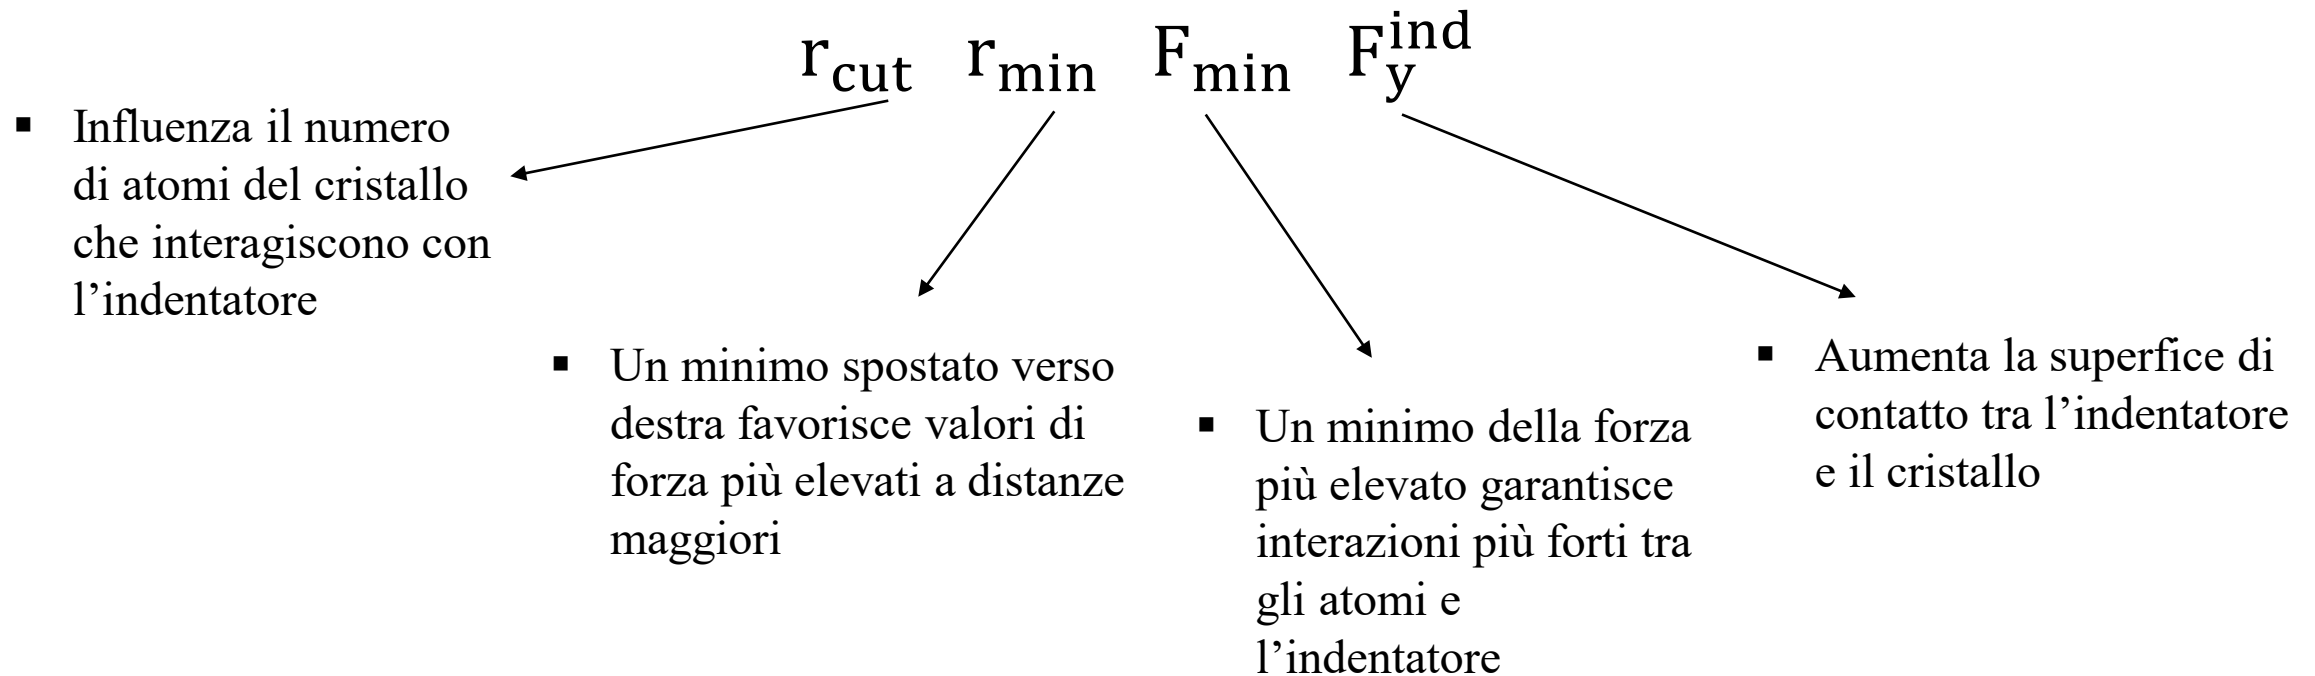 r_cut r_min F_min F_y^ind
▪ Influenza il numero
di atomi del cristallo
che interagiscono con
l’indentatore
▪ Un minimo spostato verso
destra favorisce valori di
forza più elevati a distanze
maggiori
▪ Un minimo della forza
più elevato garantisce
interazioni più forti tra
gli atomi e
l’indentatore
▪ Aumenta la superfice di
contatto tra l’indentatore
e il cristallo